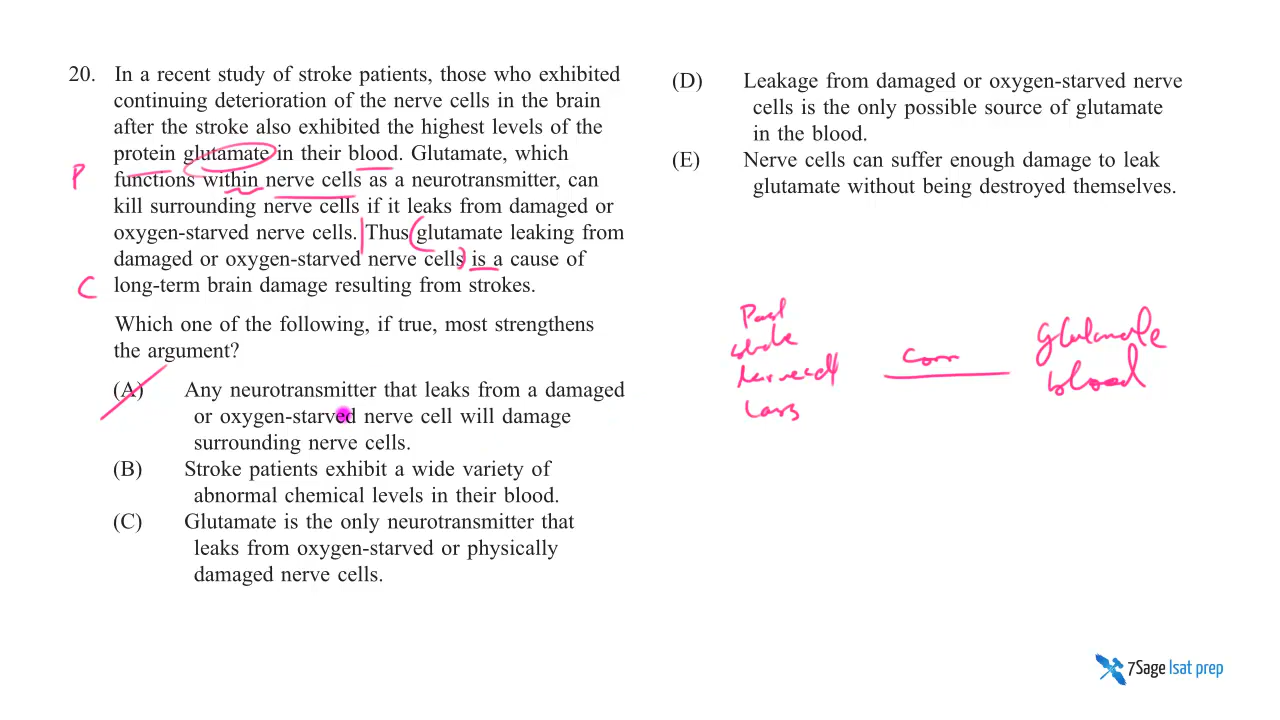 20. In a recent study of stroke patients, those who exhibited
continuing deterioration of the nerve cells in the brain
after the stroke also exhibited the highest levels of the
protein glutamate in their blood. Glutamate, which
P functions within nerve cells as a neurotransmitter, can
kill surrounding nerve cells if it leaks from damaged or
oxygen-starved nerve cells. Thus glutamate leaking from
damaged or oxygen-starved nerve cells is a cause of
C long-term brain damage resulting from strokes.
Which one of the following, if true, most strengthens
the argument?
(A) Any neurotransmitter that leaks from a damaged
or oxygen-starved nerve cell will damage
surrounding nerve cells.
(B) Stroke patients exhibit a wide variety of
abnormal chemical levels in their blood.
(C) Glutamate is the only neurotransmitter that
leaks from oxygen-starved or physically
damaged nerve cells.
(D) Leakage from damaged or oxygen-starved nerve
cells is the only possible source of glutamate
in the blood.
(E) Nerve cells can suffer enough damage to leak
glutamate without being destroyed themselves.
Post
stroke
corr
Glutamate
blood
7Sage lsat prep